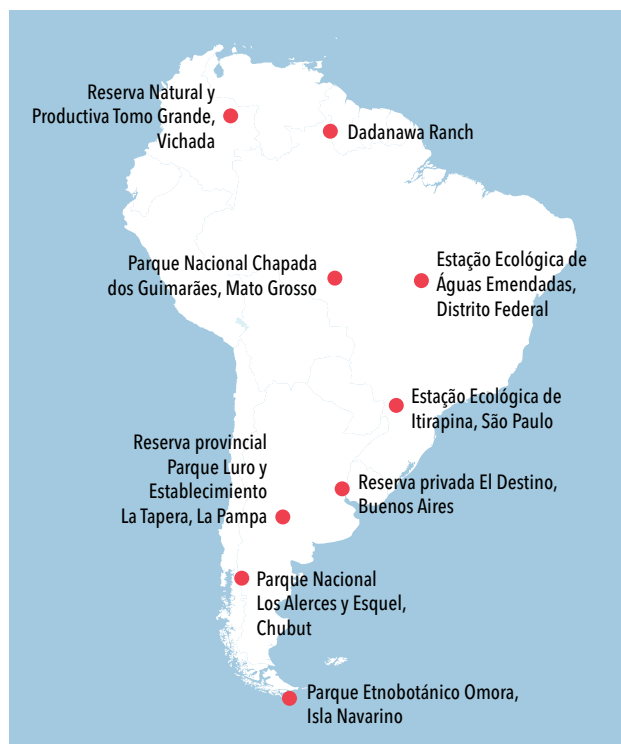 Reserva Natural y
Productiva Tomo Grande,
Vichada
Dadanawa Ranch
Parque Nacional Chapada
dos Guimarães, Mato Grosso
Estação Ecológica de
Águas Emendadas,
Distrito Federal
Estação Ecológica de
Itirapina, São Paulo
Reserva provincial
Parque Luro y
Establecimiento
La Tapera, La Pampa
Reserva privada El Destino,
Buenos Aires
Parque Nacional
Los Alerces y Esquel,
Chubut
Parque Etnobotánico Omora,
Isla Navarino